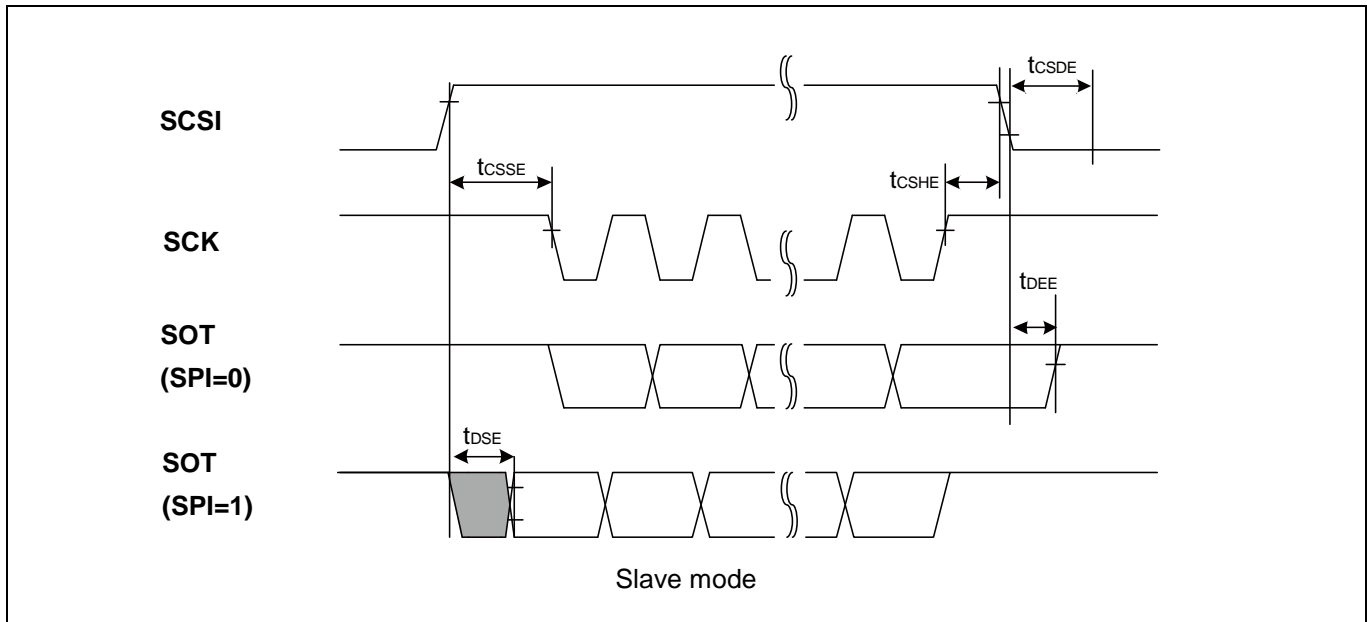 tCSDE
SCSI
tCSSE
tCSHE
SCK
tDEE
SOT
(SPI=0)
tDSE
SOT
(SPI=1)
Slave mode